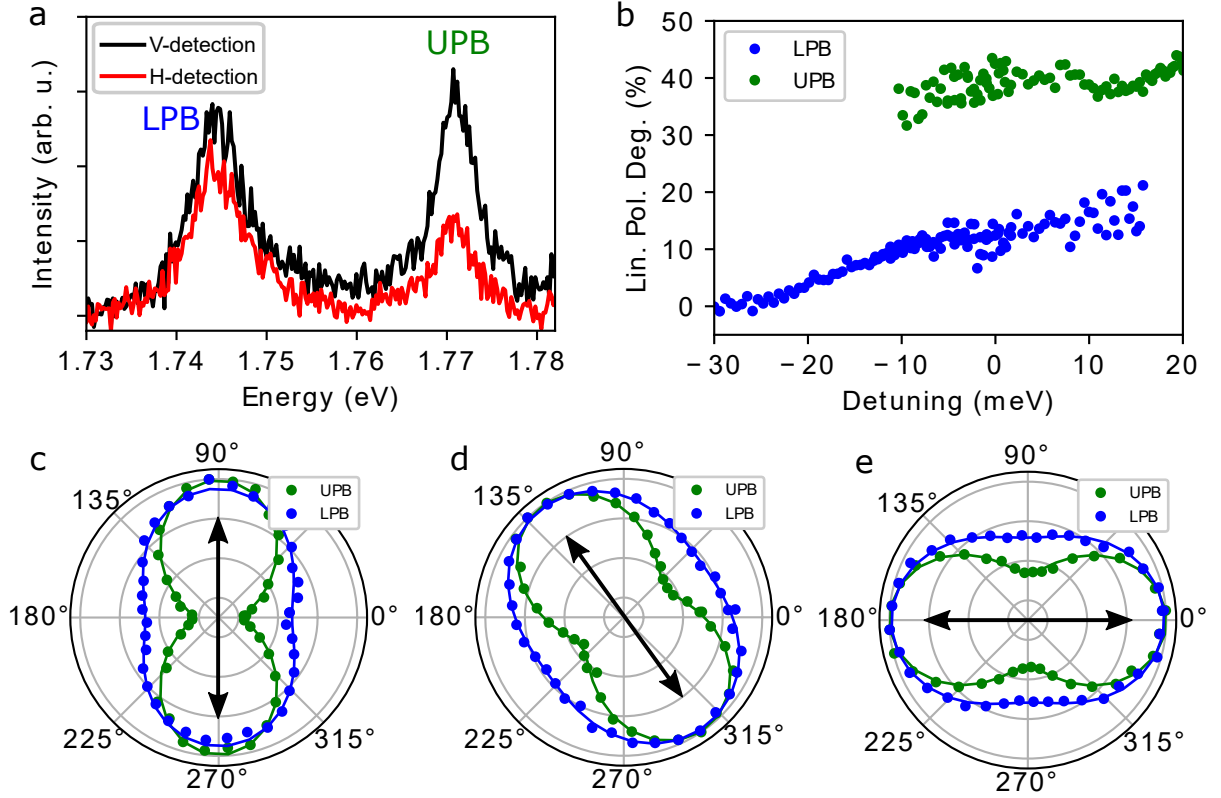 a
V-detection
H-detection
LPB
UPB
Intensity (arb. u.)
1.73
1.74
1.75
1.76
1.77
1.78
Energy (eV)
b
LPB
UPB
Lin. Pol. Deg. (%)
50
40
30
20
10
0
−30
−20
−10
0
10
20
Detuning (meV)
c
UPB
LPB
0°
90°
135°
180°
225°
270°
315°
d
UPB
LPB
0°
90°
135°
180°
225°
270°
315°
e
UPB
LPB
0°
90°
135°
180°
225°
270°
315°